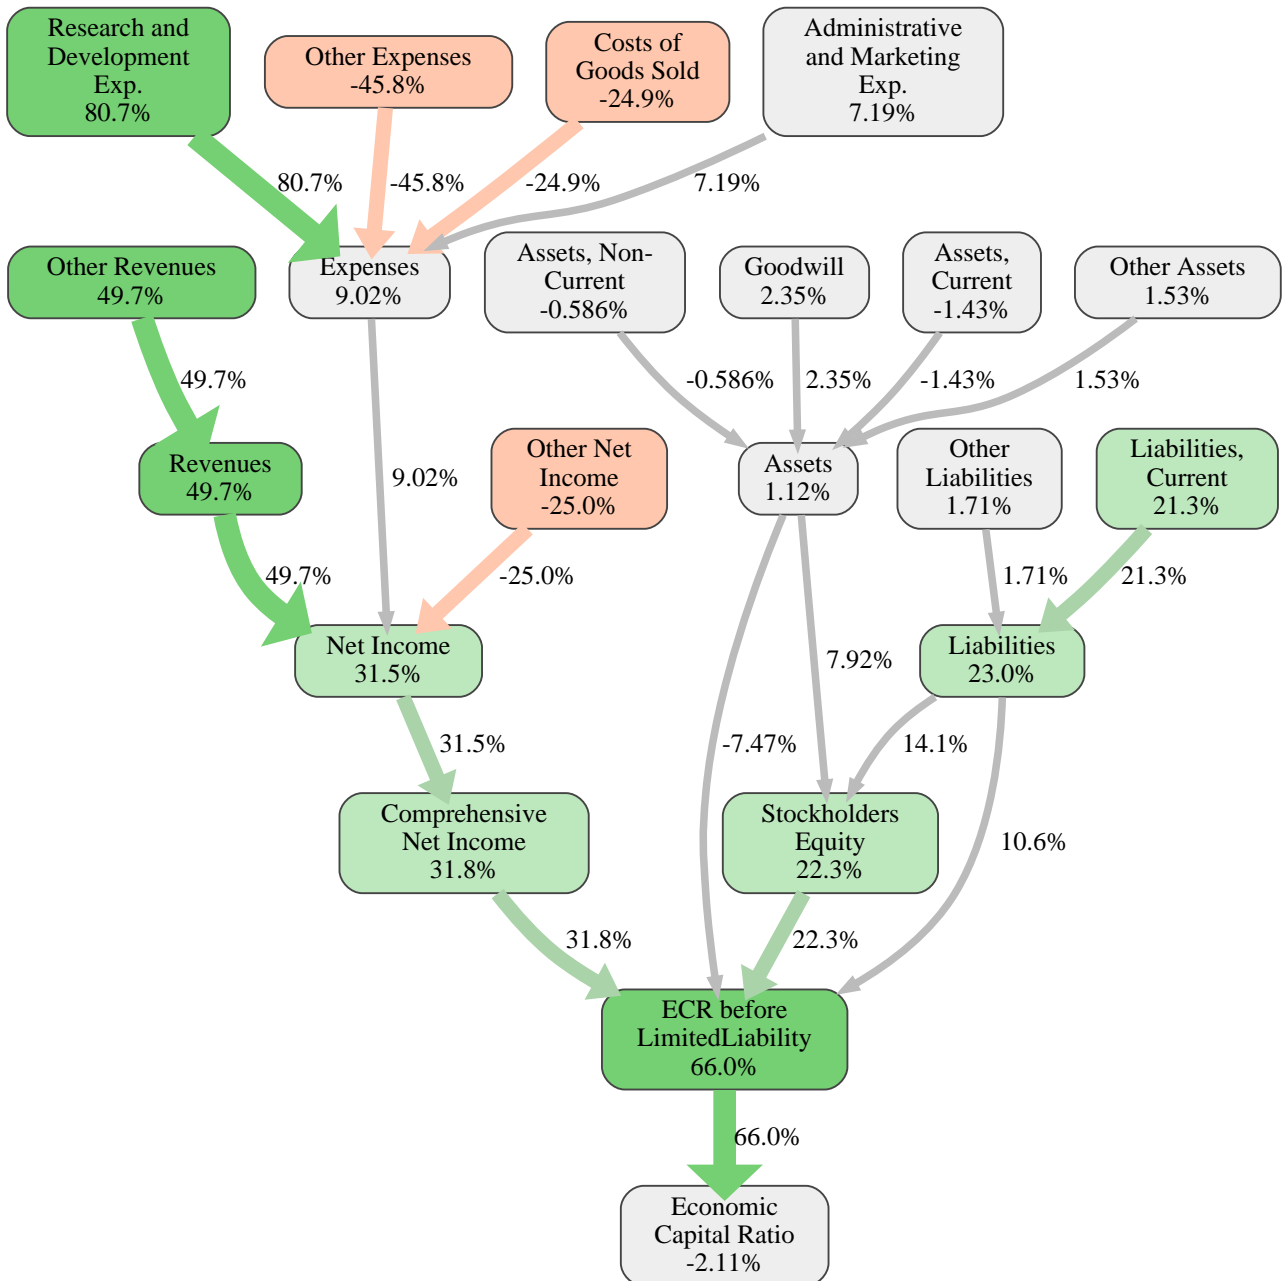 Research and
Development
Exp.
80.7%
Other Expenses
-45.8%
Costs of
Goods Sold
-24.9%
Administrative
and Marketing
Exp.
7.19%
80.7%
-45.8%
-24.9%
7.19%
Other Revenues
49.7%
Expenses
9.02%
Assets, Non-
Current
-0.586%
Goodwill
2.35%
Assets,
Current
-1.43%
Other Assets
1.53%
49.7%
-0.586%
2.35%
-1.43%
1.53%
Revenues
49.7%
9.02%
Other Net
Income
-25.0%
Assets
1.12%
Other
Liabilities
1.71%
Liabilities,
Current
21.3%
49.7%
-25.0%
1.71%
21.3%
Net Income
31.5%
7.92%
Liabilities
23.0%
31.5%
-7.47%
14.1%
Comprehensive
Net Income
31.8%
Stockholders
Equity
22.3%
10.6%
31.8%
22.3%
ECR before
LimitedLiability
66.0%
66.0%
Economic
Capital Ratio
-2.11%